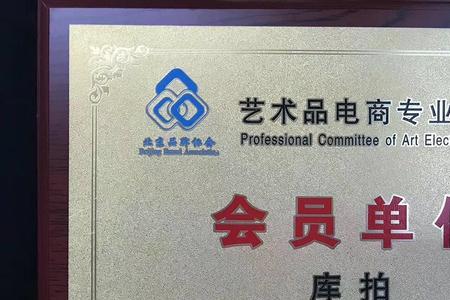 艺术品电商专业
Professional Committee of Art Elec
北京品牌协会
Beijing Brand Association
会员单位
库拍